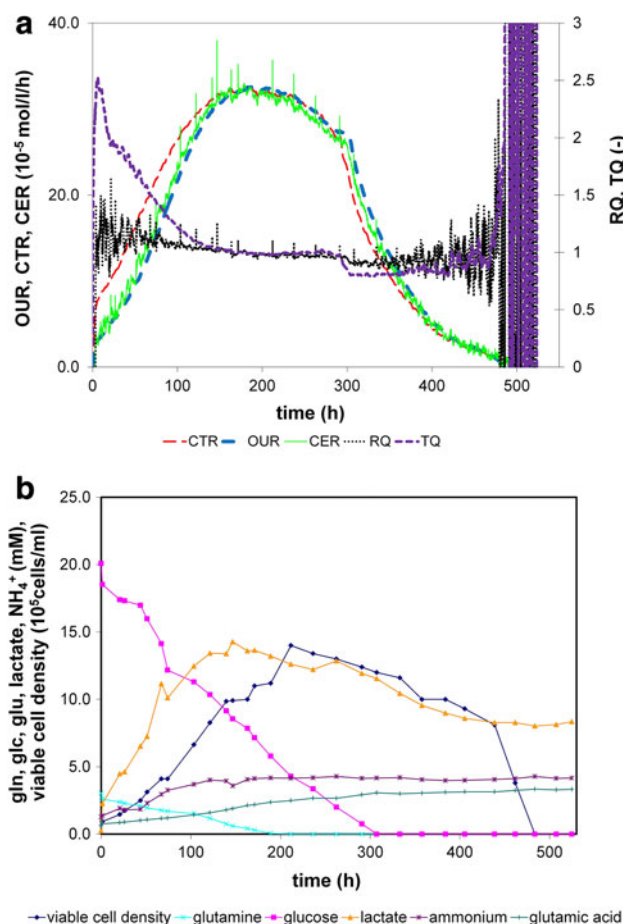 a
40.0
20.0
0.0
OUR, CTR, CER (10⁻⁵ mol/l/h)
3
2.5
2
1.5
1
0.5
0
RQ, TQ (-)
0 100 200 300 400 500
time (h)
CTR OUR CER RQ TQ
b
25.0
20.0
15.0
10.0
5.0
0.0
gln, glc, glu, lactate, NH₄⁺ (mM),
viable cell density (10⁵cells/ml)
0 100 200 300 400 500
time (h)
viable cell density glutamine glucose lactate ammonium glutamic acid